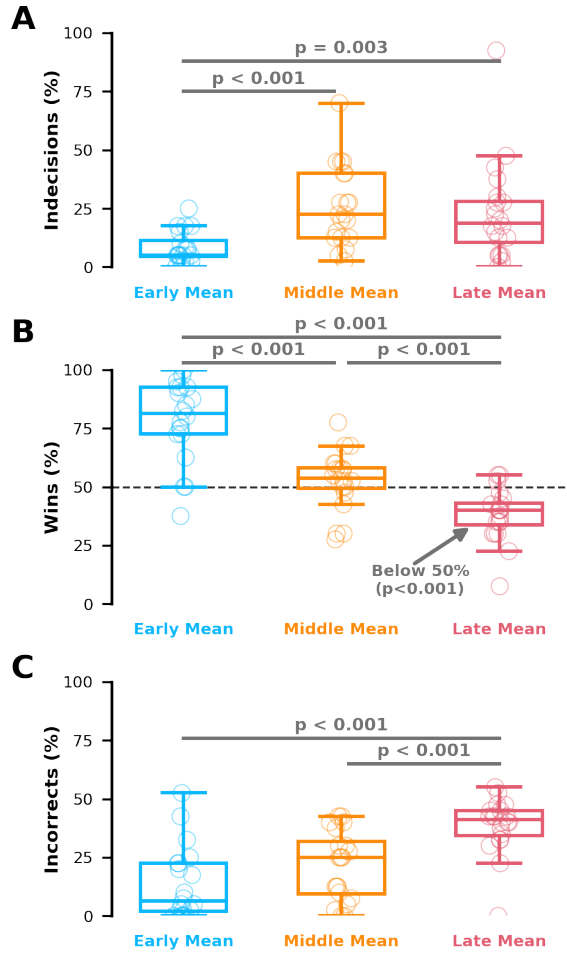 A
100
p = 0.003
75
p < 0.001
50
25
0
Indecisions (%)
Early Mean
Middle Mean
Late Mean
B
p < 0.001
p < 0.001
p < 0.001
100
75
50
25
0
Wins (%)
Below 50%
(p<0.001)
Early Mean
Middle Mean
Late Mean
C
100
75
p < 0.001
p < 0.001
50
25
0
Incorrects (%)
Early Mean
Middle Mean
Late Mean